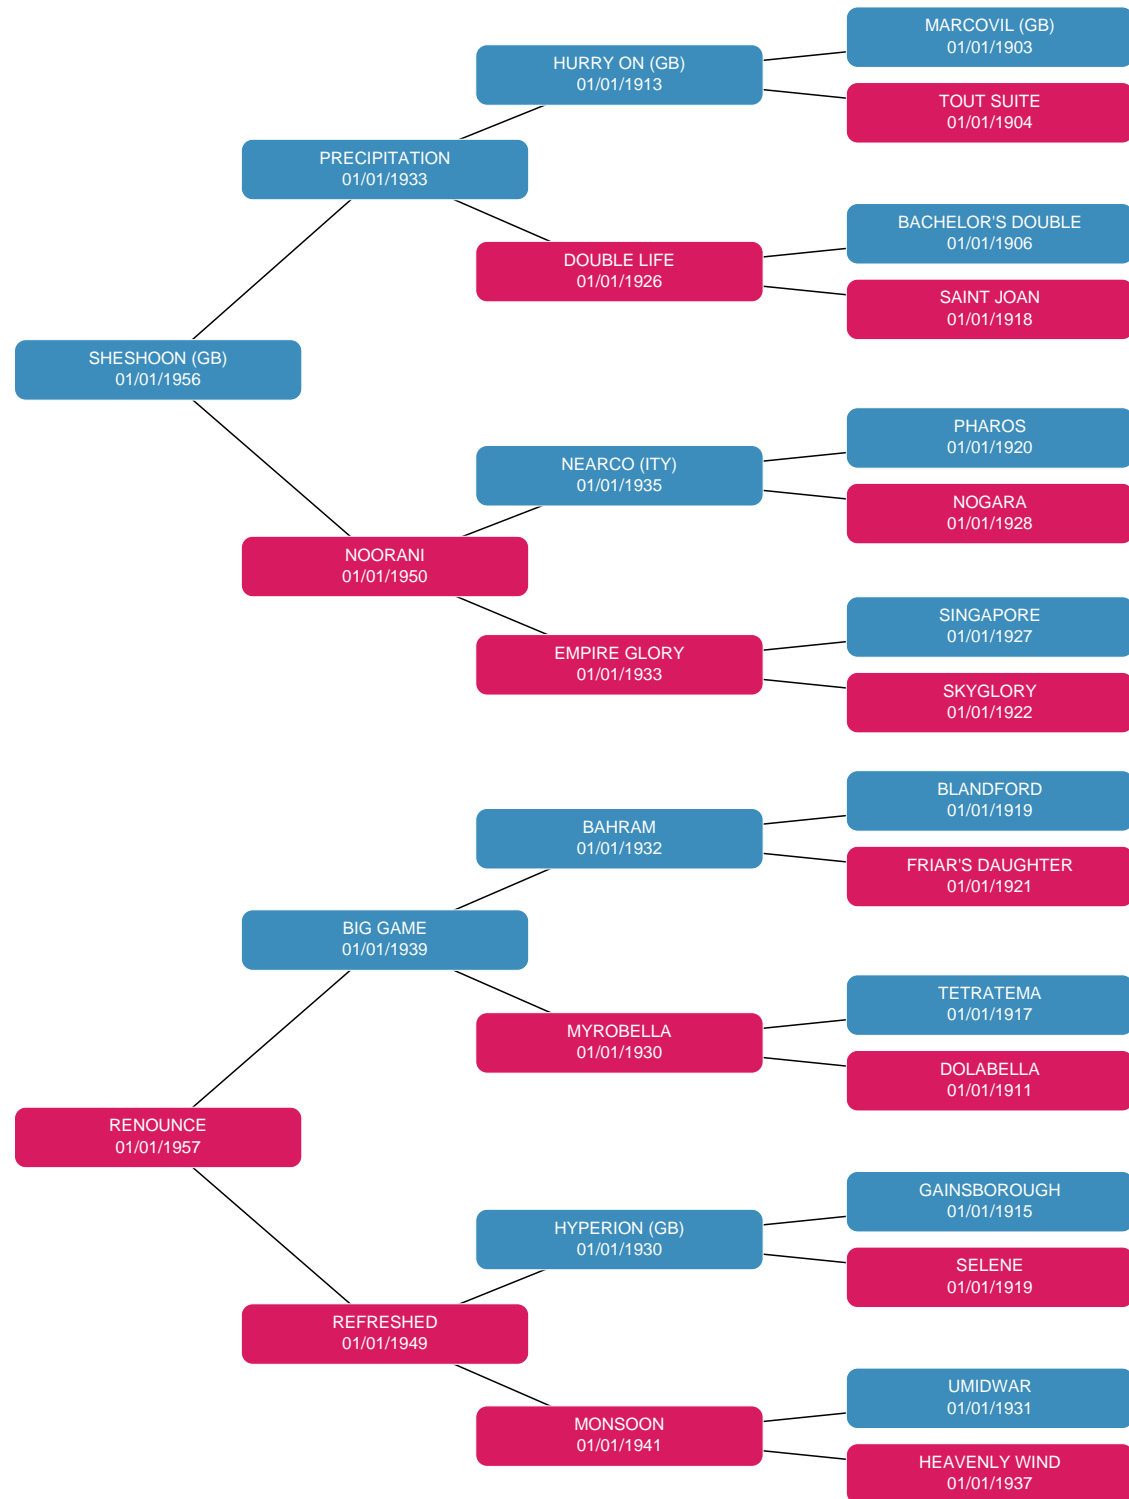 MARCOVIL (GB)
01/01/1903
HURRY ON (GB)
01/01/1913
TOUT SUITE
01/01/1904
PRECIPITATION
01/01/1933
BACHELOR'S DOUBLE
01/01/1906
DOUBLE LIFE
01/01/1926
SAINT JOAN
01/01/1918
SHESHOON (GB)
01/01/1956
PHAROS
01/01/1920
NEARCO (ITY)
01/01/1935
NOGARA
01/01/1928
NOORANI
01/01/1950
SINGAPORE
01/01/1927
EMPIRE GLORY
01/01/1933
SKYGLORY
01/01/1922
BLANDFORD
01/01/1919
BAHRAM
01/01/1932
FRIAR'S DAUGHTER
01/01/1921
BIG GAME
01/01/1939
TETRATEMA
01/01/1917
MYROBELLA
01/01/1930
DOLABELLA
01/01/1911
RENOUNCE
01/01/1957
GAINSBOROUGH
01/01/1915
HYPERION (GB)
01/01/1930
SELENE
01/01/1919
REFRESHED
01/01/1949
UMIDWAR
01/01/1931
MONSOON
01/01/1941
HEAVENLY WIND
01/01/1937